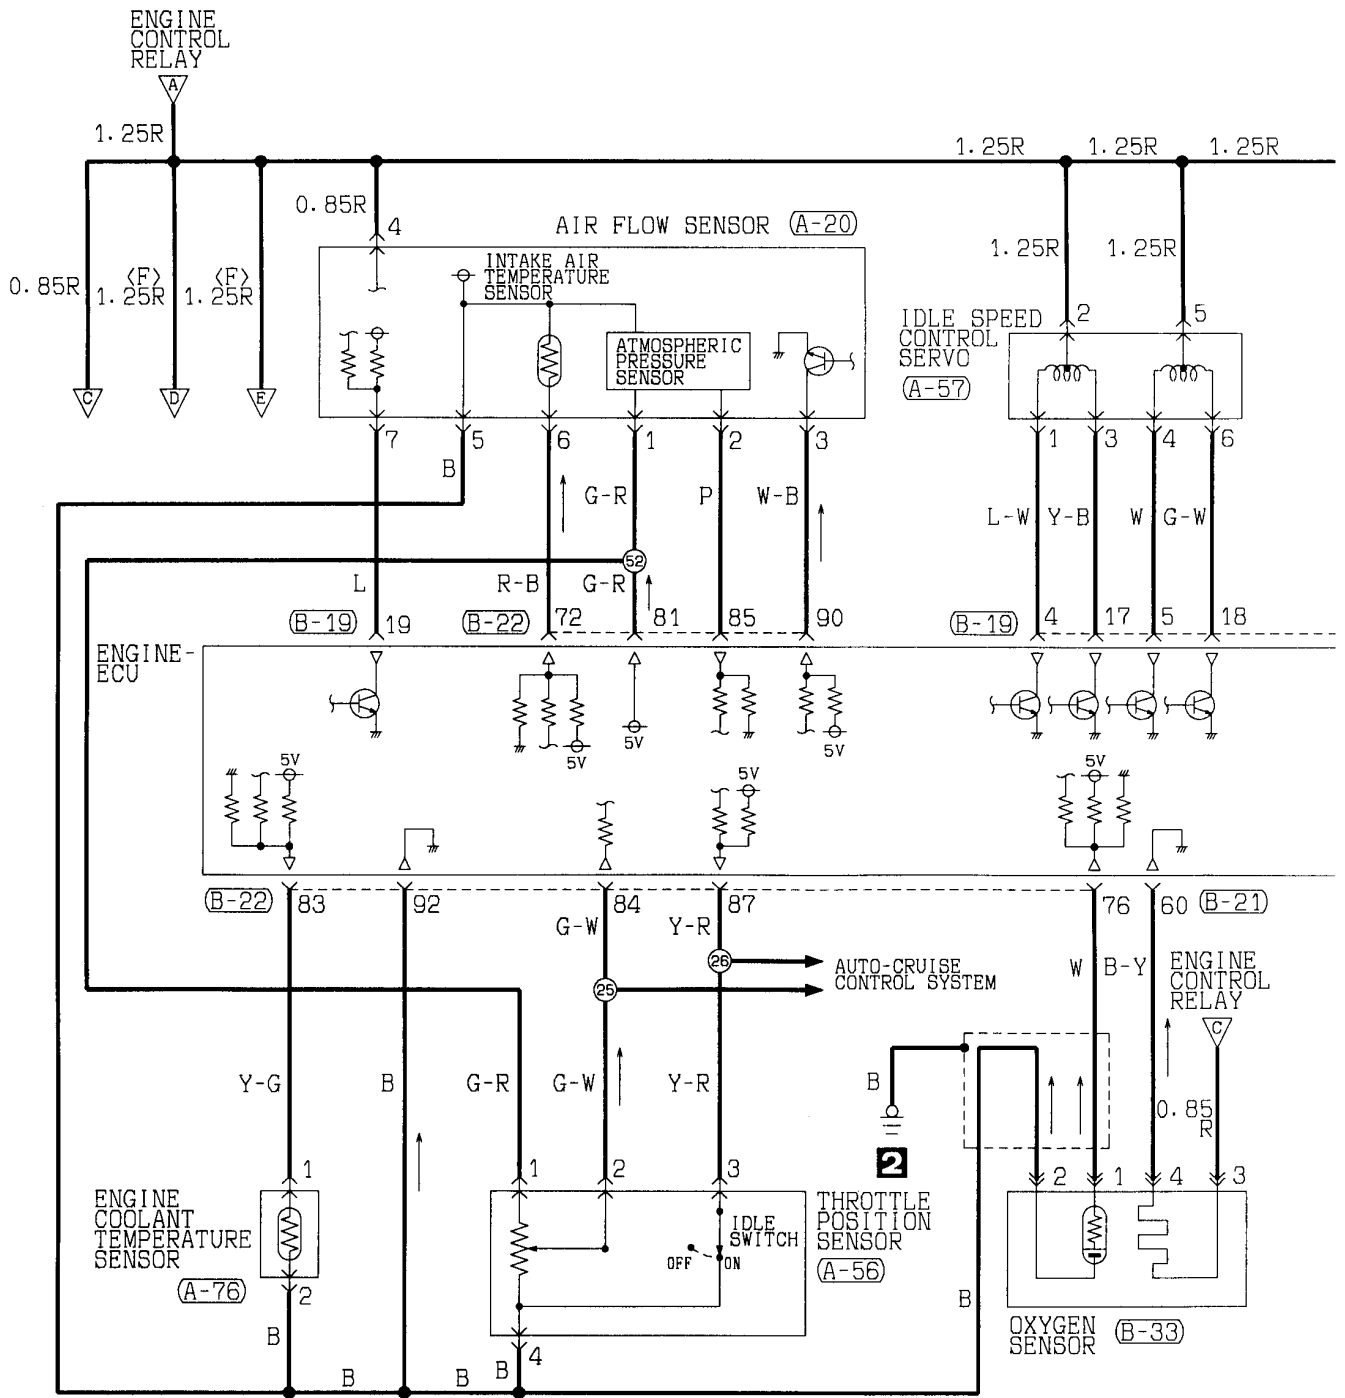 ENGINE
CONTROL
RELAY
A
1.25R
1.25R 1.25R 1.25R
0.85R
4
AIR FLOW SENSOR A-20
1.25R 1.25R
0.85R
<F>
1.25R
<F>
1.25R
INTAKE AIR
TEMPERATURE
SENSOR
ATMOSPHERIC
PRESSURE
SENSOR
2 5
IDLE SPEED
CONTROL
SERVO
A-57
C D E
7 5 6 1 2 3
1 3 4 6
B
G-R P W-B
L-W Y-B W G-W
52
L R-B G-R
B-19 19 B-22 72 81 85 90
B-19 4 17 5 18
ENGINE-
ECU
5V 5V 5V
5V 5V 5V
B-22 83 92 84 87 76 60 B-21
G-W Y-R
26
25
AUTO-CRUISE
CONTROL SYSTEM
W B-Y
ENGINE
CONTROL
RELAY
C
Y-G B G-R G-W Y-R
B
0.85
R
2
1 1 2 3
2 1 4 3
ENGINE
COOLANT
TEMPERATURE
SENSOR
A-76
2
B
IDLE
SWITCH
OFF ON
THROTTLE
POSITION
SENSOR
A-56
4
B
B
OXYGEN
SENSOR
B-33
B B